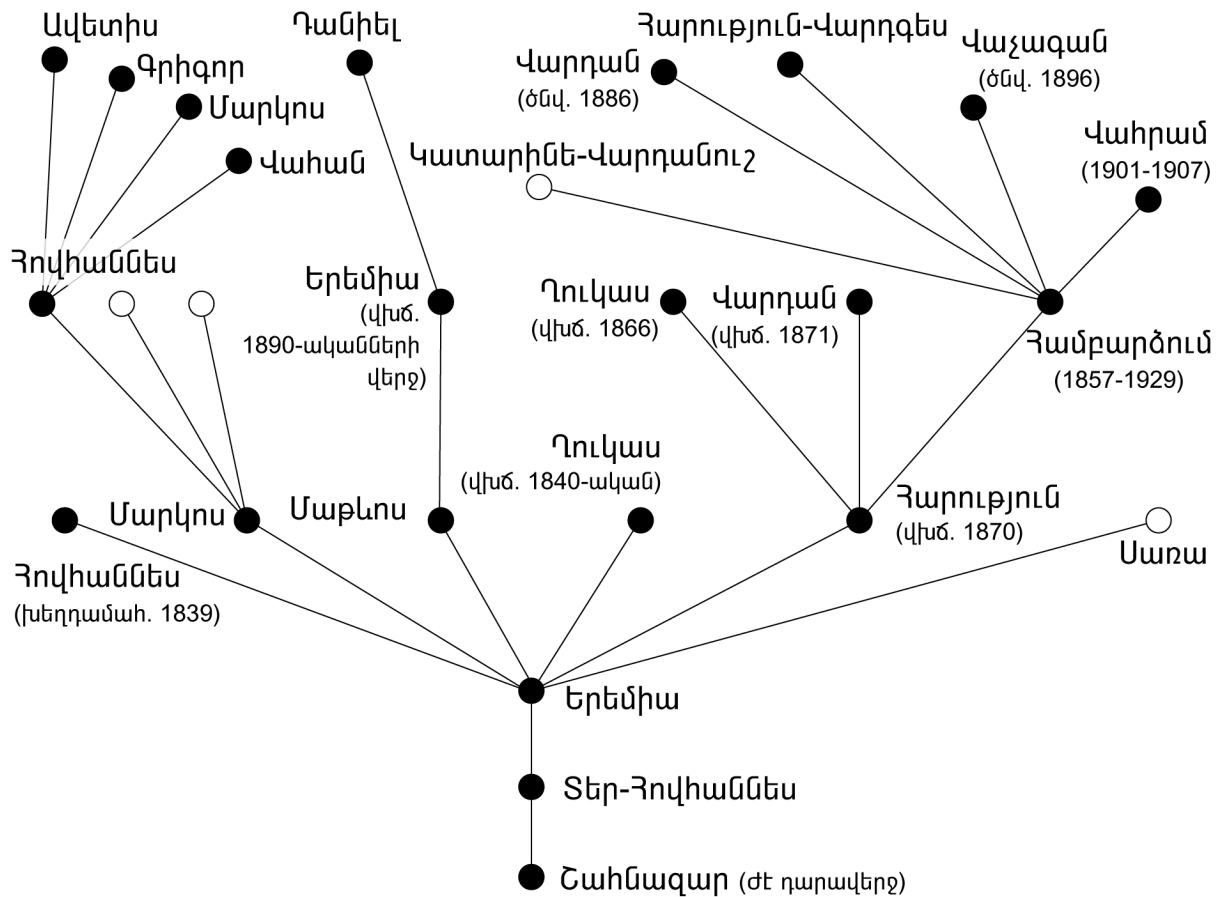 Ավետիս
Գրիգոր
Մարկոս
Վահան
Դանիել
Հարություն-Վարդգես
Վարդան
(ծնվ. 1886)
Վաչագան
(ծնվ. 1896)
Վահրամ
(1901-1907)
Կատարինե-Վարդանուշ
Հովհաննես
Երեմիա
(վխճ.
1890-ականների
վերջ)
Ղուկաս
(վխճ. 1866)
Վարդան
(վխճ. 1871)
Համբարձում
(1857-1929)
Հովհաննես
(խեղդամահ. 1839)
Մարկոս
Մաթևոս
Ղուկաս
(վխճ. 1840-ական)
Հարություն
(վխճ. 1870)
Սառա
Երեմիա
Տեր-Հովհաննես
Շահնազար (ԺԷ դարավերջ)